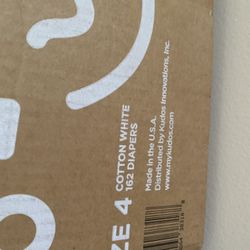 ZE 4
COTTON WHITE
162 DIAPERS
Made in the U.S.A.
Distributed by Kudos Innovations, Inc.
www.mykudos.com